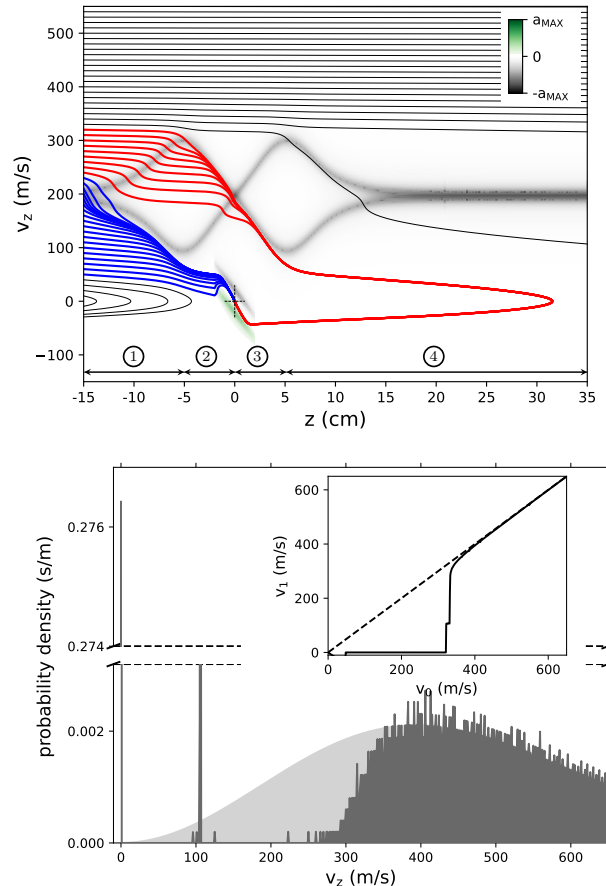 500
400
300
200
100
0
−100
v_z (m/s)
a_MAX
0
-a_MAX
① ② ③ ④
-15 -10 -5 0 5 10 15 20 25 30 35
z (cm)
0.276
0.274
0.002
0.000
probability density (s/m)
600
400
200
0
v_1 (m/s)
0 200 400 600
v_0 (m/s)
0 100 200 300 400 500 600
v_z (m/s)